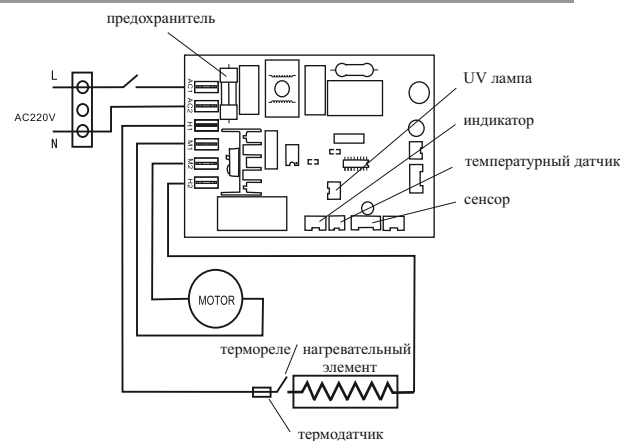 предохранитель
L
AC220V
N
AC1
AC2
H1
M1
M2
H2
UV лампа
индикатор
температурный датчик
сенсор
MOTOR
термореле
нагревательный
элемент
термодатчик